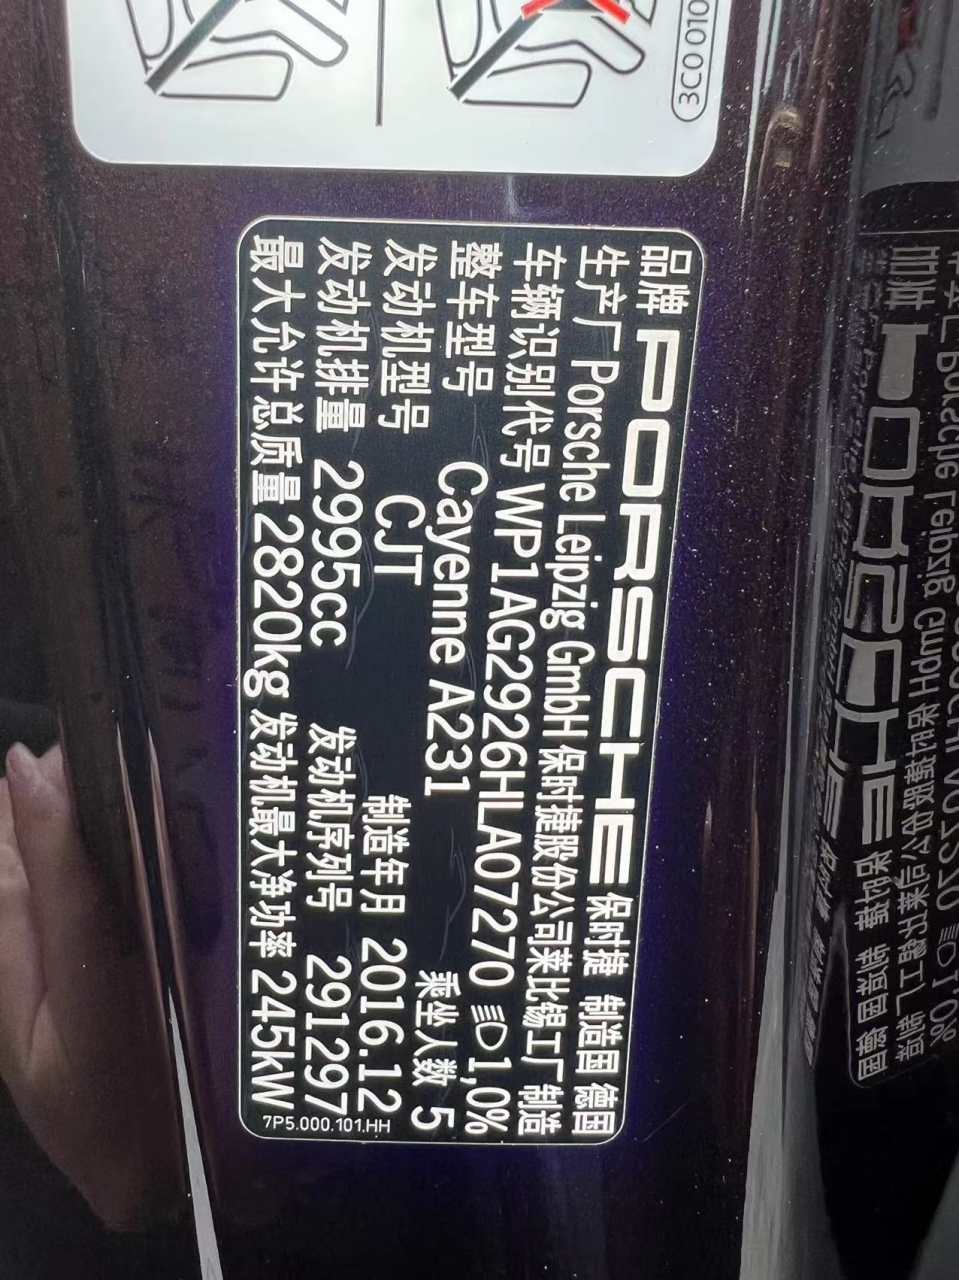 3C0 010
品牌 PORSCHE 保时捷 制造国 德国
生产厂 Porsche Leipzig GmbH 保时捷股份公司莱比锡工厂 制造
车辆识别代号 WP1AG2926HLA07270 1,0%
整车型号 Cayenne A231 乘坐人数 5
发动机型号 CJT 制造年月 2016.12
发动机排量 2995cc 发动机序列号 291297
最大允许总质量 2820kg 发动机最大净功率 245kW
7P5.000.101.HH